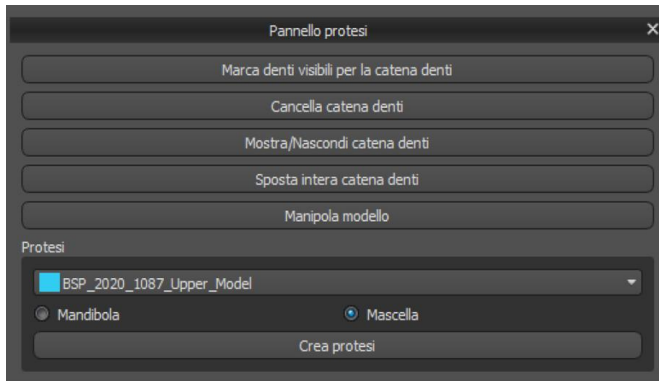 Pannello protesi
Marca denti visibili per la catena denti
Cancella catena denti
Mostra/Nascondi catena denti
Sposta intera catena denti
Manipola modello
Protesi
BSP_2020_1087_Upper_Model
Mandibola Mascella
Crea protesi